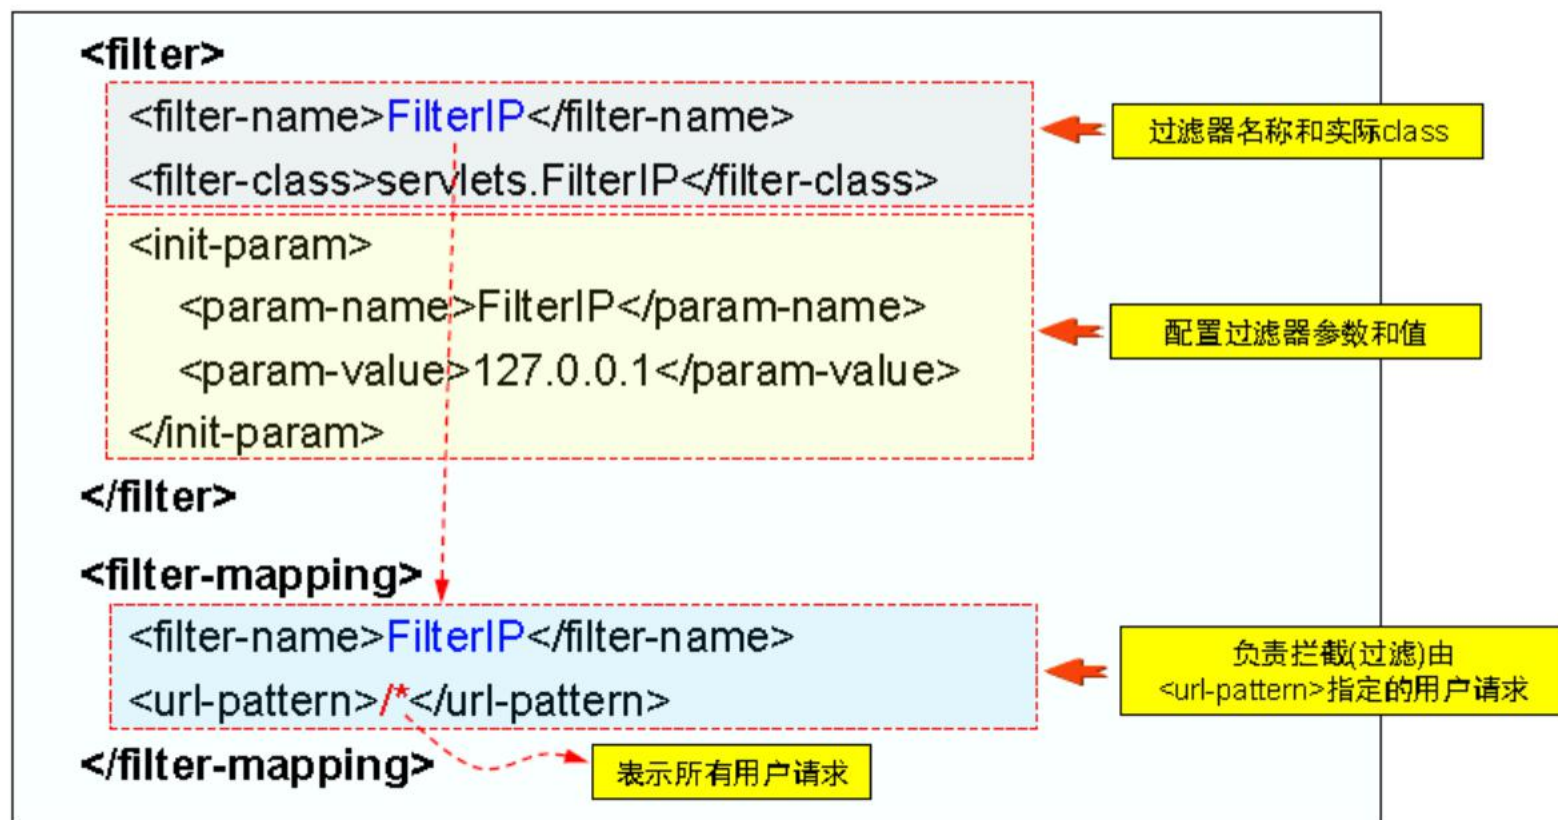 <filter>
<filter-name>FilterIP</filter-name>
过滤器名称和实际class
<filter-class>servlets.FilterIP</filter-class>
<init-param>
<param-name>FilterIP</param-name>
配置过滤器参数和值
<param-value>127.0.0.1</param-value>
</init-param>
</filter>
<filter-mapping>
<filter-name>FilterIP</filter-name>
负责拦截(过滤)由
<url-pattern>指定的用户请求
<url-pattern>/*</url-pattern>
</filter-mapping>
表示所有用户请求